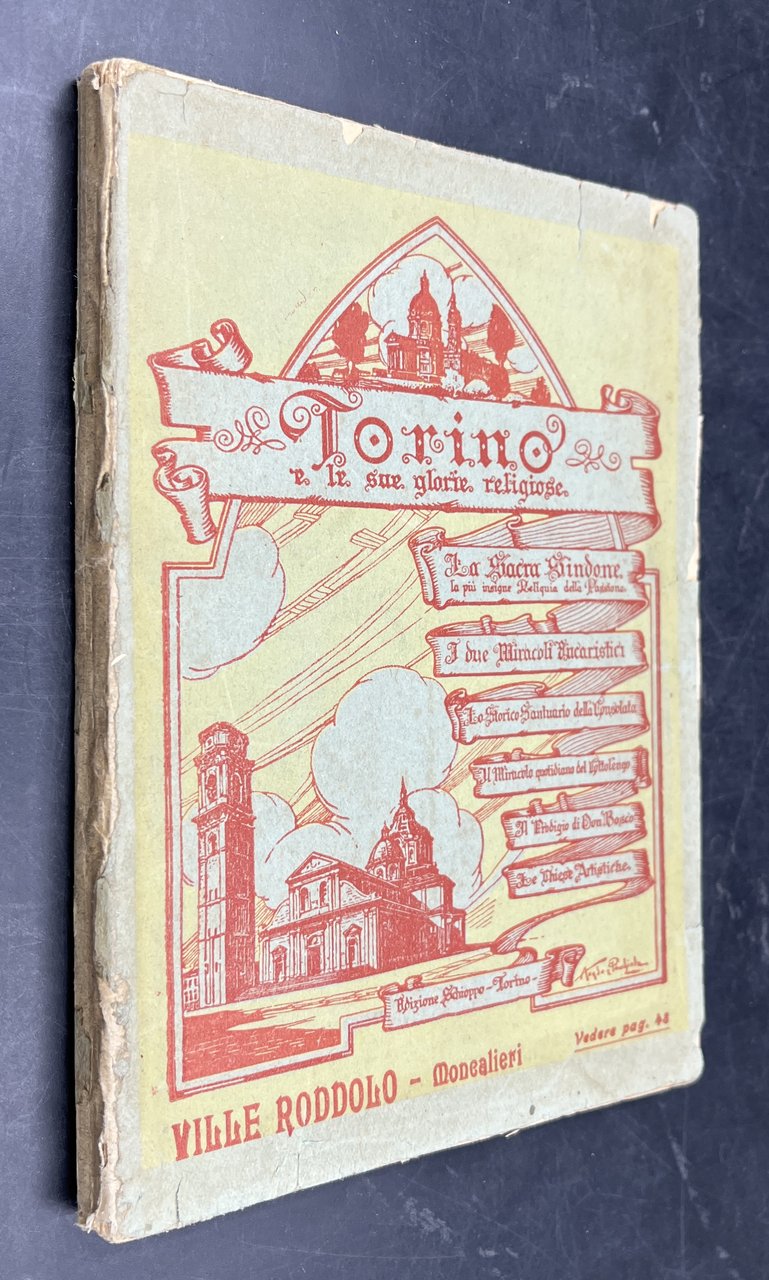 Torino
e le sue glorie religiose.
La Sacra Sindone.
la più insigne Reliquia della Passione.
I due Miracoli Eucaristici
Lo Storico Santuario della Consolata
Il Miracolo quotidiano del Cottolengo
Il Prodigio di Don Bosco
Le Chiese Artistiche.
Edizione Schioppo - Torino -
Vedere pag. 48
VILLE RODDOLO - Moncalieri